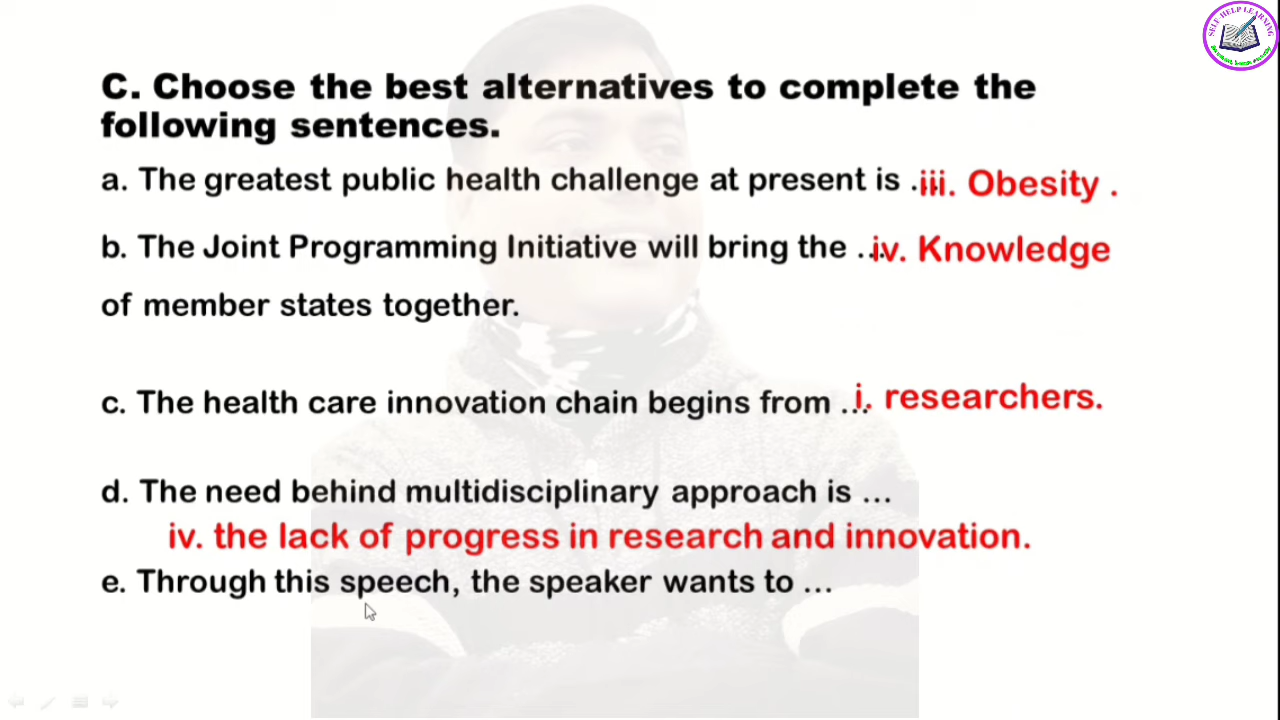 SELF-HELP LEARNING
C. Choose the best alternatives to complete the
following sentences.
a. The greatest public health challenge at present is ... iii. Obesity .
b. The Joint Programming Initiative will bring the ... iv. Knowledge
of member states together.
c. The health care innovation chain begins from ... i. researchers.
d. The need behind multidisciplinary approach is ...
iv. the lack of progress in research and innovation.
e. Through this speech, the speaker wants to ...